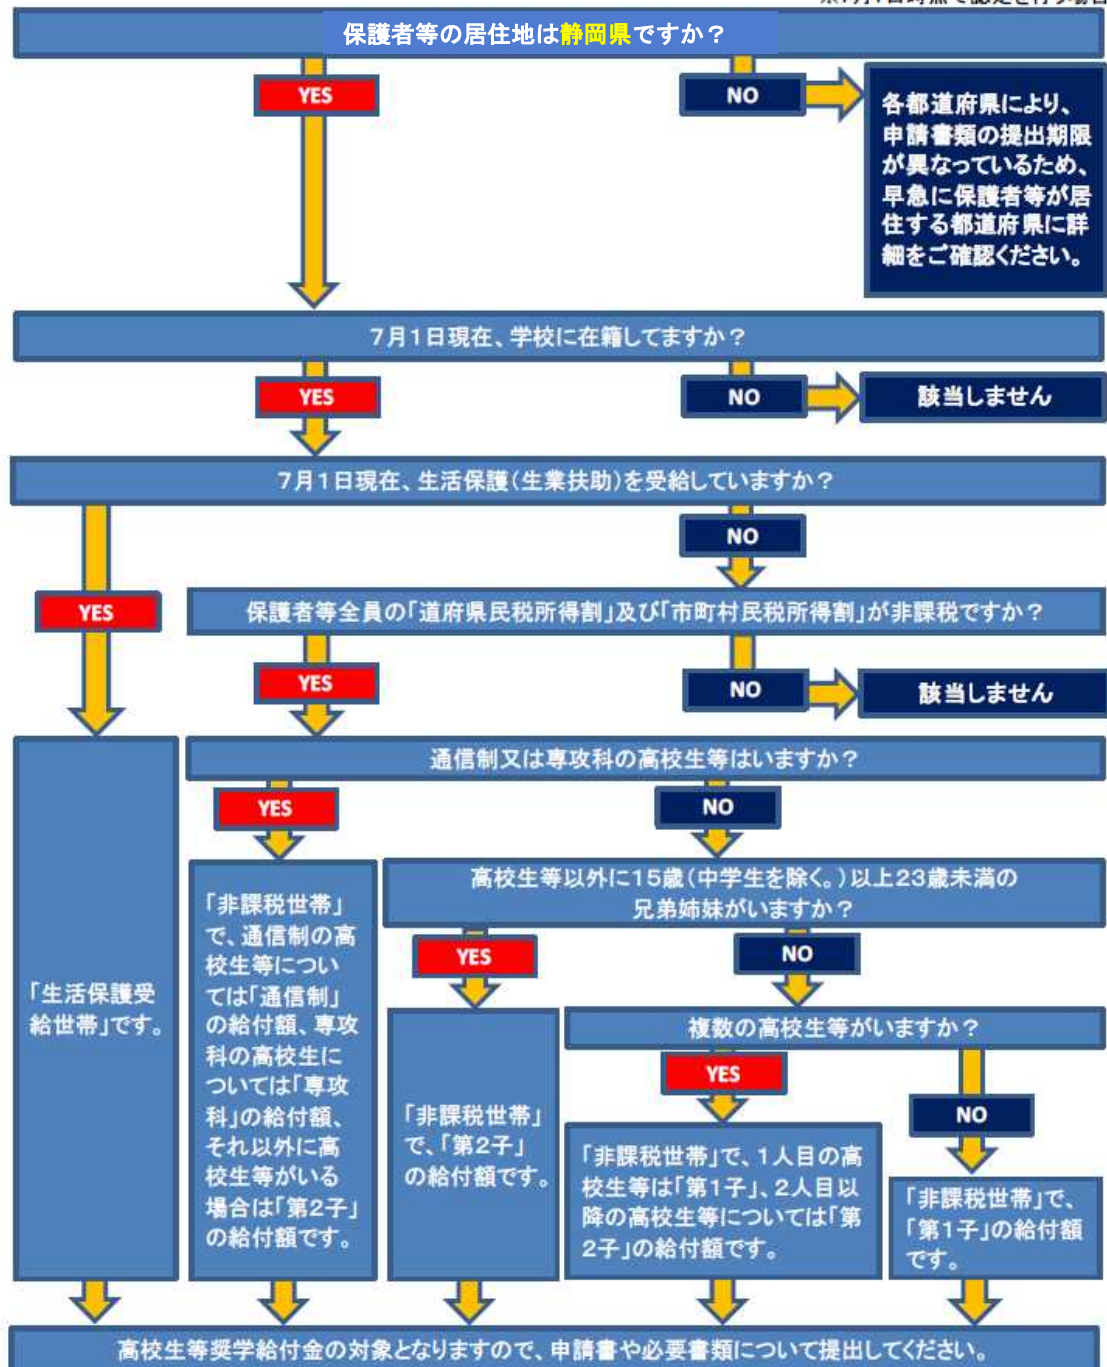 保護者等の居住地は静岡県ですか？
YES
NO
各都道府県により、
申請書類の提出期限
が異なっているため、
早急に保護者等が居
住する都道府県に詳
細をご確認ください。
7月1日現在、学校に在籍してますか？
YES
NO
該当しません
7月1日現在、生活保護（生業扶助）を受給していますか？
NO
YES
保護者等全員の「道府県民税所得割」及び「市町村民税所得割」が非課税ですか？
YES
NO
該当しません
通信制又は専攻科の高校生等はいますか？
YES
NO
高校生等以外に15歳（中学生を除く。）以上23歳未満の
兄弟姉妹がいますか？
YES
NO
複数の高校生等がいますか？
YES
NO
「生活保護受
給世帯」です。
「非課税世帯」
で、通信制の高
校生等につい
ては「通信制」
の給付額、専攻
科の高校生に
ついては「専攻
科」の給付額、
それ以外に高
校生等がいる
場合は「第2子」
の給付額です。
「非課税世帯」
で、「第2子」
の給付額です。
「非課税世帯」で、1人目の高
校生等は「第1子」、2人目以
降の高校生等については「第
2子」の給付額です。
「非課税世帯」で、
「第1子」の給付額
です。
高校生等奨学給付金の対象となりますので、申請書や必要書類について提出してください。